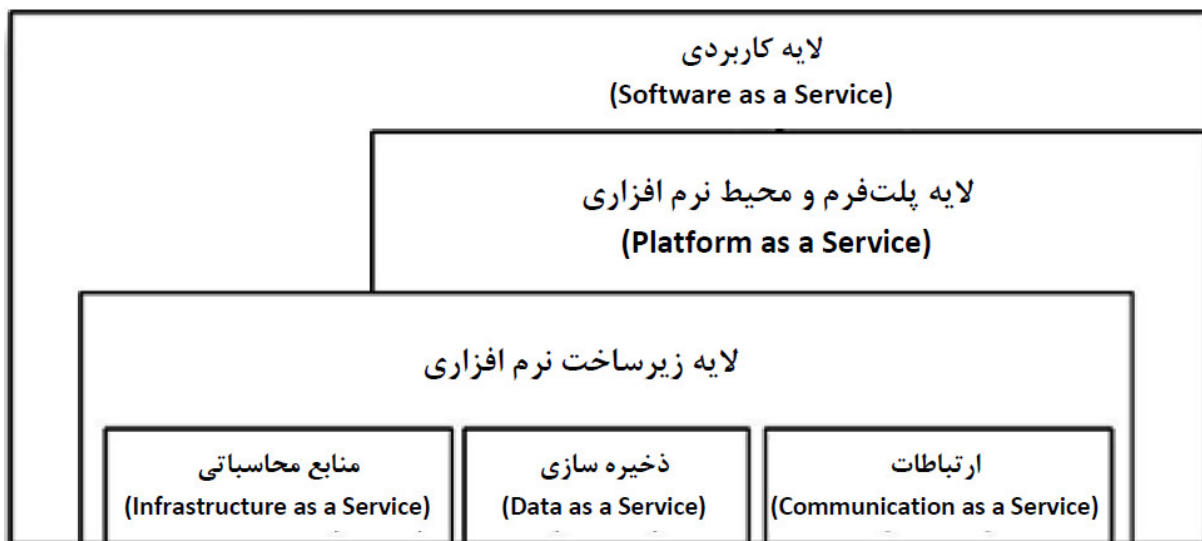 لایه کاربردی
(Software as a Service)
لایه پلت‌فرم و محیط نرم افزاری
(Platform as a Service)
لایه زیرساخت نرم افزاری
منابع محاسباتی
(Infrastructure as a Service)
ذخیره سازی
(Data as a Service)
ارتباطات
(Communication as a Service)